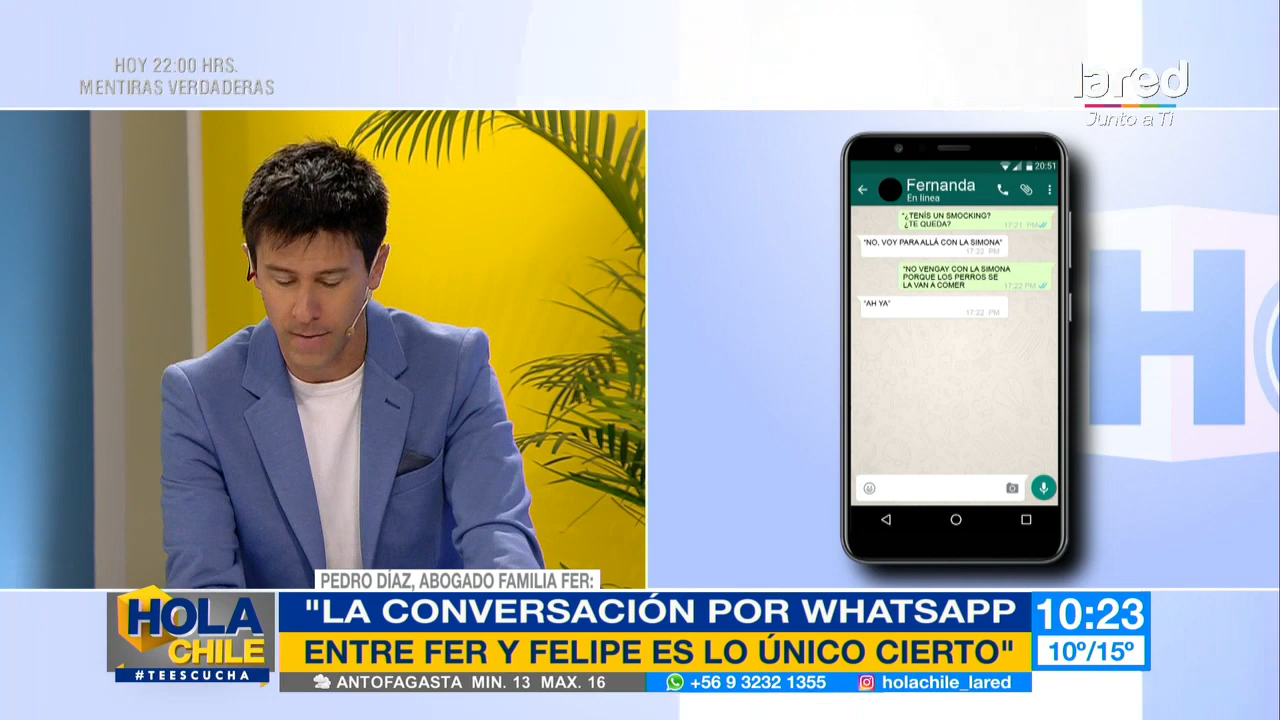 HOY 22:00 HRS.
MENTIRAS VERDADERAS
lared
Junto a Ti
20:51
Fernanda
En línea
"¿TENÍS UN SMOCKING?
¿TE QUEDA?
17:21 PM
"NO, VOY PARA ALLÁ CON LA SIMONA"
17:22 PM
"NO VENGAY CON LA SIMONA
PORQUE LOS PERROS SE
LA VAN A COMER
17:22 PM
"AH YA"
17:22 PM
H
PEDRO DÍAZ, ABOGADO FAMILIA FER:
HOLA
CHILE
#TEESCUCHA
"LA CONVERSACIÓN POR WHATSAPP
ENTRE FER Y FELIPE ES LO ÚNICO CIERTO"
10:23
10º/15º
ANTOFAGASTA MIN. 13 MAX. 16
+56 9 3232 1355
holachile_lared